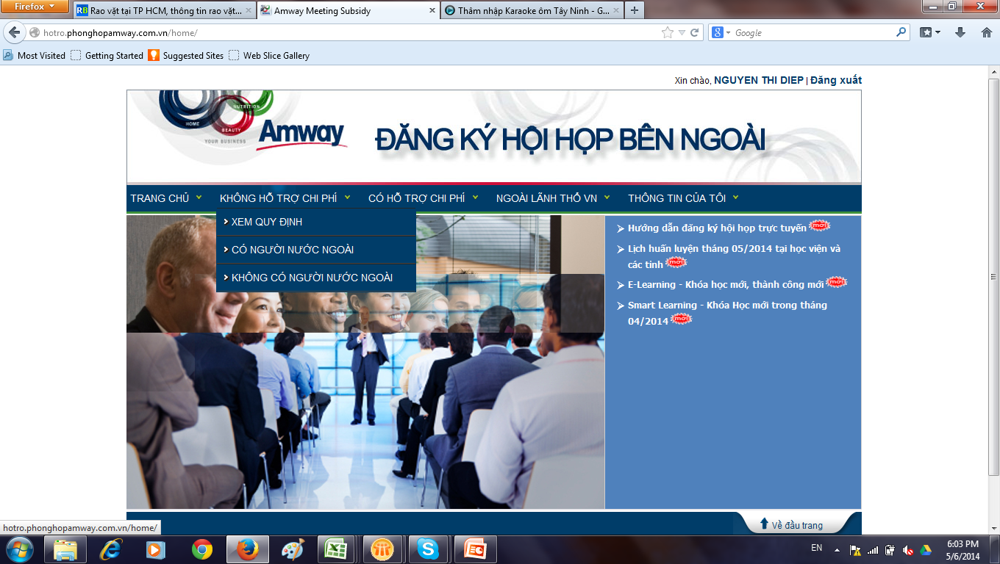 Firefox
Rao vặt tại TP HCM, thông tin rao vặt...
Amway Meeting Subsidy
Thâm nhập Karaoke ôm Tây Ninh - G...
hotro.phonghopamway.com.vn/home/
Google
Most Visited
Getting Started
Suggested Sites
Web Slice Gallery
Xin chào, NGUYEN THI DIEP | Đăng xuất
NUTRITION
HOME
BEAUTY
YOUR BUSINESS
Amway
ĐĂNG KÝ HỘI HỌP BÊN NGOÀI
TRANG CHỦ
KHÔNG HỖ TRỢ CHI PHÍ
CÓ HỖ TRỢ CHI PHÍ
NGOÀI LÃNH THỔ VN
THÔNG TIN CỦA TÔI
XEM QUY ĐỊNH
CÓ NGƯỜI NƯỚC NGOÀI
KHÔNG CÓ NGƯỜI NƯỚC NGOÀI
Hướng dẫn đăng ký hội họp trực tuyến mới
Lịch huấn luyện tháng 05/2014 tại học viện và
các tỉnh mới
E-Learning - Khóa học mới, thành công mới mới
Smart Learning - Khóa Học mới trong tháng
04/2014 mới
Về đầu trang
hotro.phonghopamway.com.vn/home/
EN
6:03 PM
5/6/2014